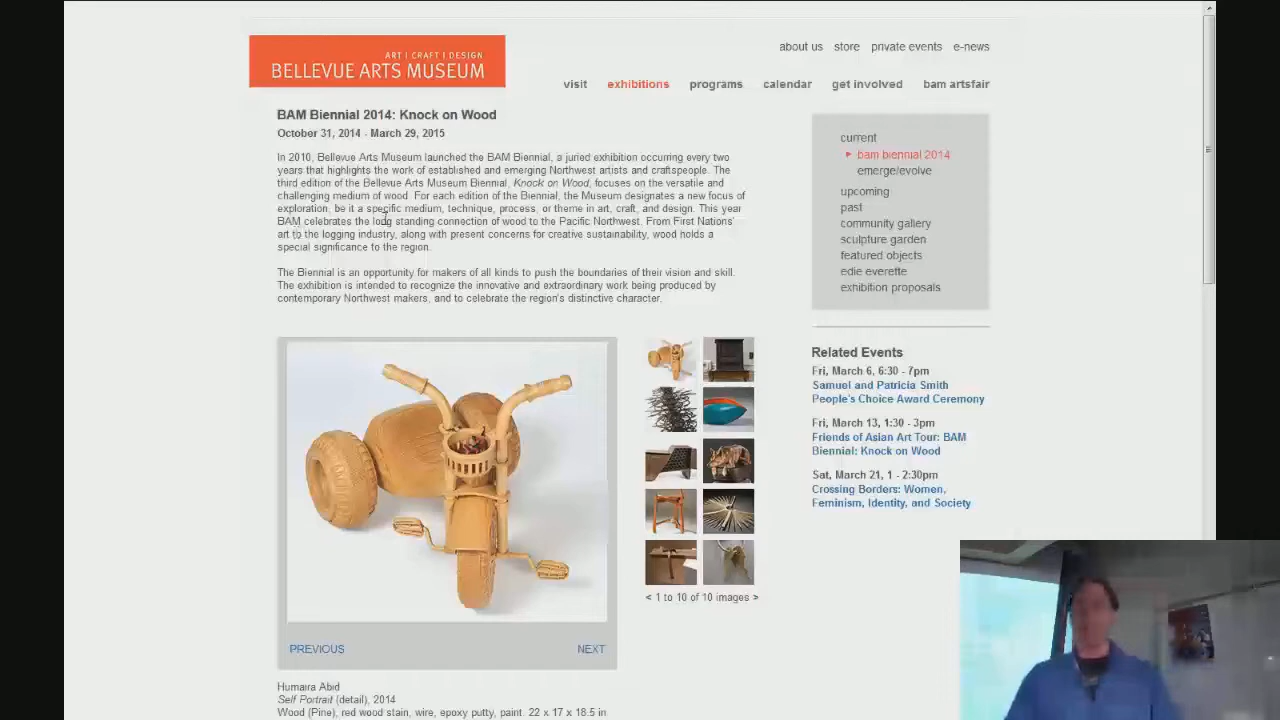 about us store private events e-news
ART | CRAFT | DESIGN
BELLEVUE ARTS MUSEUM
visit exhibitions programs calendar get involved bam artsfair
BAM Biennial 2014: Knock on Wood
October 31, 2014 - March 29, 2015
In 2010, Bellevue Arts Museum launched the BAM Biennial, a juried exhibition occurring every two
years that highlights the work of established and emerging Northwest artists and craftspeople. The
third edition of the Bellevue Arts Museum Biennial, Knock on Wood, focuses on the versatile and
challenging medium of wood. For each edition of the Biennial, the Museum designates a new focus of
exploration, be it a specific medium, technique, process, or theme in art, craft, and design. This year
BAM celebrates the long standing connection of wood to the Pacific Northwest. From First Nations'
art to the logging industry, along with present concerns for creative sustainability, wood holds a
special significance to the region.
The Biennial is an opportunity for makers of all kinds to push the boundaries of their vision and skill.
The exhibition is intended to recognize the innovative and extraordinary work being produced by
contemporary Northwest makers, and to celebrate the region's distinctive character.
PREVIOUS NEXT
< 1 to 10 of 10 images >
Humaira Abid
Self Portrait (detail), 2014
Wood (Pine), red wood stain, wire, epoxy putty, paint. 22 x 17 x 18.5 in
current
bam biennial 2014
emerge/evolve
upcoming
past
community gallery
sculpture garden
featured objects
edie everette
exhibition proposals
Related Events
Fri, March 6, 6:30 - 7pm
Samuel and Patricia Smith
People's Choice Award Ceremony
Fri, March 13, 1:30 - 3pm
Friends of Asian Art Tour: BAM
Biennial: Knock on Wood
Sat, March 21, 1 - 2:30pm
Crossing Borders: Women,
Feminism, Identity, and Society